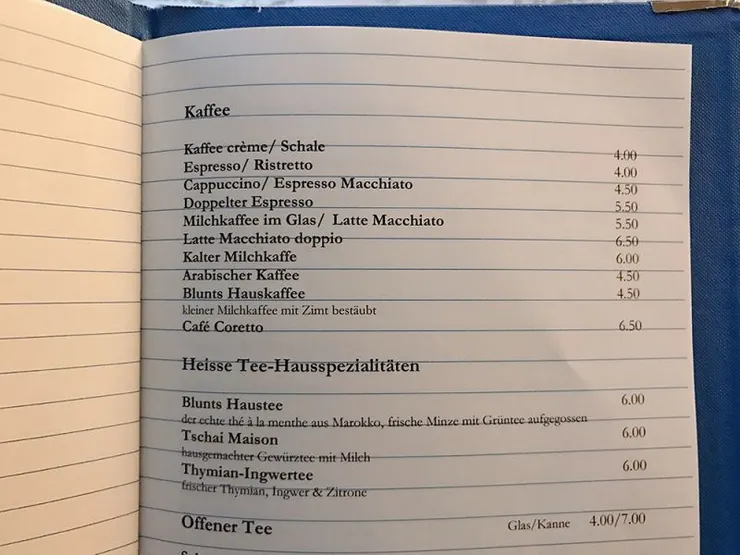 Kaffee
Kaffee crème/ Schale 4.00
Espresso/ Ristretto 4.00
Cappuccino/ Espresso Macchiato 4.50
Doppelter Espresso 5.50
Milchkaffee im Glas/ Latte Macchiato 5.50
Latte Macchiato doppio 6.50
Kalter Milchkaffe 6.00
Arabischer Kaffee 4.50
Blunts Hauskaffee 4.50
kleiner Milchkaffee mit Zimt bestäubt
Café Coretto 6.50
Heisse Tee-Hausspezialitäten
Blunts Haustee 6.00
der echte thé à la menthe aus Marokko, frische Minze mit Grüntee aufgegossen
Tschai Maison 6.00
hausgemachter Gewürztee mit Milch
Thymian-Ingwertee 6.00
frischer Thymian, Ingwer & Zitrone
Offener Tee Glas/Kanne 4.00/7.00